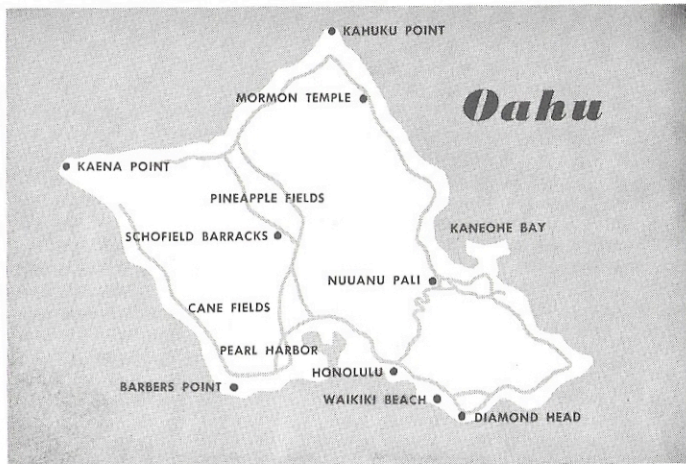 KAHUKU POINT
MORMON TEMPLE
Oahu
KAENA POINT
PINEAPPLE FIELDS
SCHOFIELD BARRACKS
KANEOHE BAY
NUUANU PALI
CANE FIELDS
PEARL HARBOR
HONOLULU
BARBERS POINT
WAIKIKI BEACH
DIAMOND HEAD